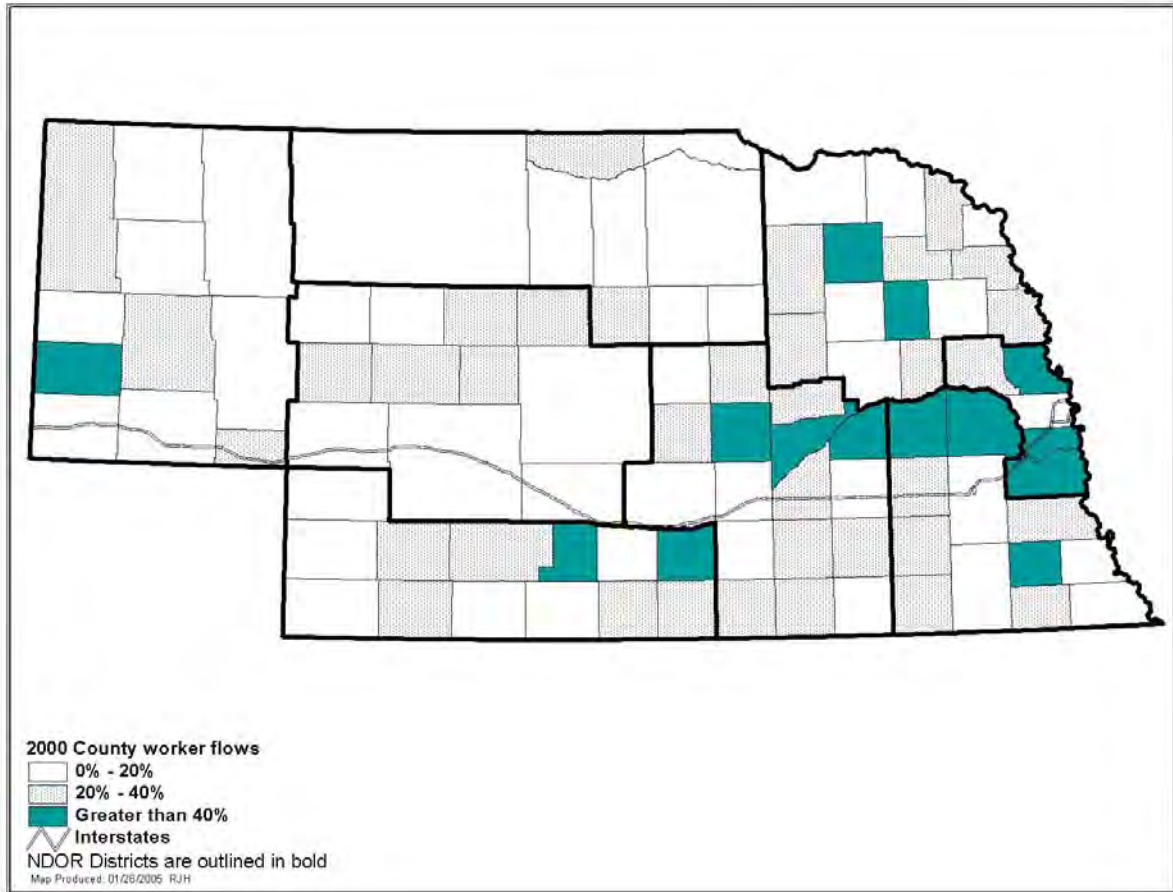 2000 County worker flows
0% - 20%
20% - 40%
Greater than 40%
Interstates
NDOR Districts are outlined in bold
Map Produced: 01/26/2005 RJH